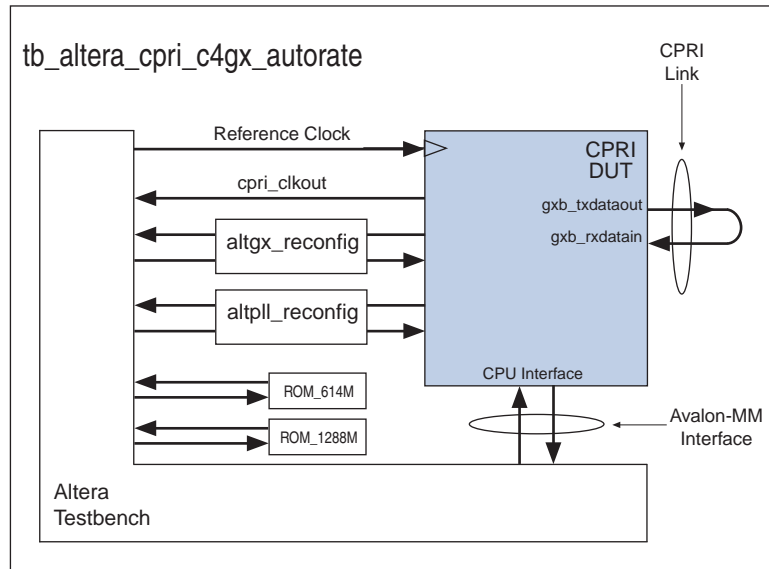 tb_altera_cpri_c4gx_autorate
CPRI
Link
Reference Clock
CPRI
DUT
cpri_clkout
gxb_txdataout
altgx_reconfig
gxb_rxdatain
altpll_reconfig
CPU Interface
ROM_614M
ROM_1288M
Avalon-MM
Interface
Altera
Testbench